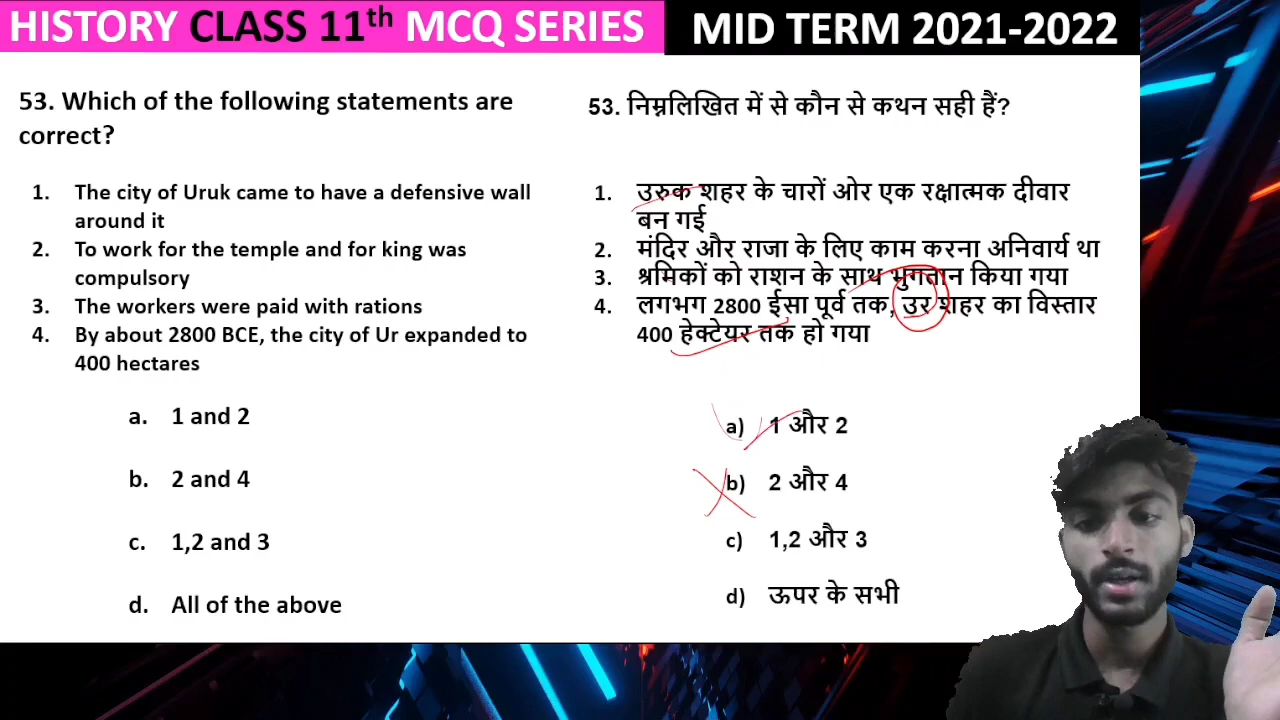 HISTORY CLASS 11th MCQ SERIES
MID TERM 2021-2022
53. Which of the following statements are
correct?
1. The city of Uruk came to have a defensive wall
around it
2. To work for the temple and for king was
compulsory
3. The workers were paid with rations
4. By about 2800 BCE, the city of Ur expanded to
400 hectares
a. 1 and 2
b. 2 and 4
c. 1,2 and 3
d. All of the above
53. निम्नलिखित में से कौन से कथन सही हैं?
1. उरुक शहर के चारों ओर एक रक्षात्मक दीवार
बन गई
2. मंदिर और राजा के लिए काम करना अनिवार्य था
3. श्रमिकों को राशन के साथ भुगतान किया गया
4. लगभग 2800 ईसा पूर्व तक, उर शहर का विस्तार
400 हेक्टेयर तक हो गया
a) 1 और 2
b) 2 और 4
c) 1,2 और 3
d) ऊपर के सभी